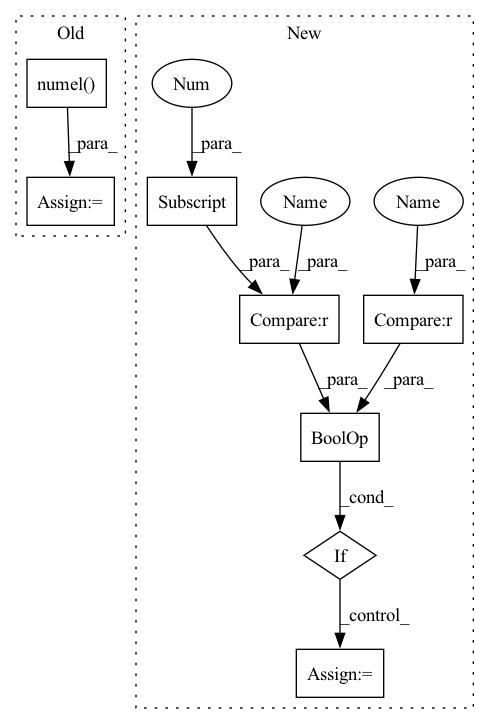 Old
New
numel()
Num
_para_
_para_
Assign:=
Subscript
Name
Name
_para_
_para_
_para_
Compare:r
Compare:r
_para_
_para_
BoolOp
_cond_
If
_control_
Assign:=